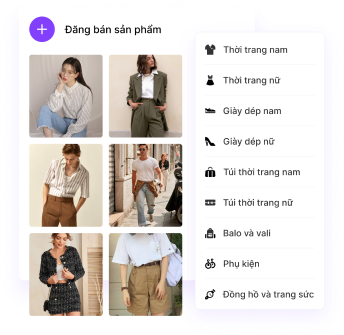 Đăng bán sản phẩm
Thời trang nam
Thời trang nữ
Giày dép nam
Giày dép nữ
Túi thời trang nam
Túi thời trang nữ
Balo và vali
Phụ kiện
Đồng hồ và trang sức